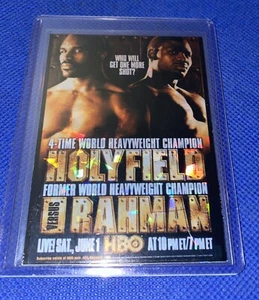 WHO WILL
GET ONE MORE
SHOT?
4-TIME WORLD HEAVYWEIGHT CHAMPION
HOLYFIELD
FORMER WORLD HEAVYWEIGHT CHAMPION
VERSUS
RAHMAN
LIVE! SAT., JUNE 1 HBO AT 10 PM ET/7 PM ET